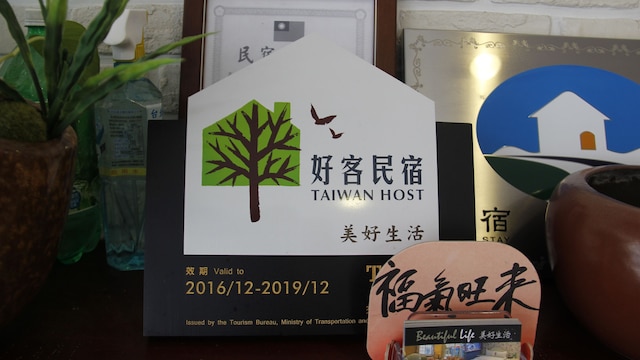 民宿
好客民宿
TAIWAN HOST
美好生活
效期 Valid to
2016/12-2019/12
Issued by the Tourism Bureau, Ministry of Transportation and
宿
福氣旺來
Beautiful Life 美好生活